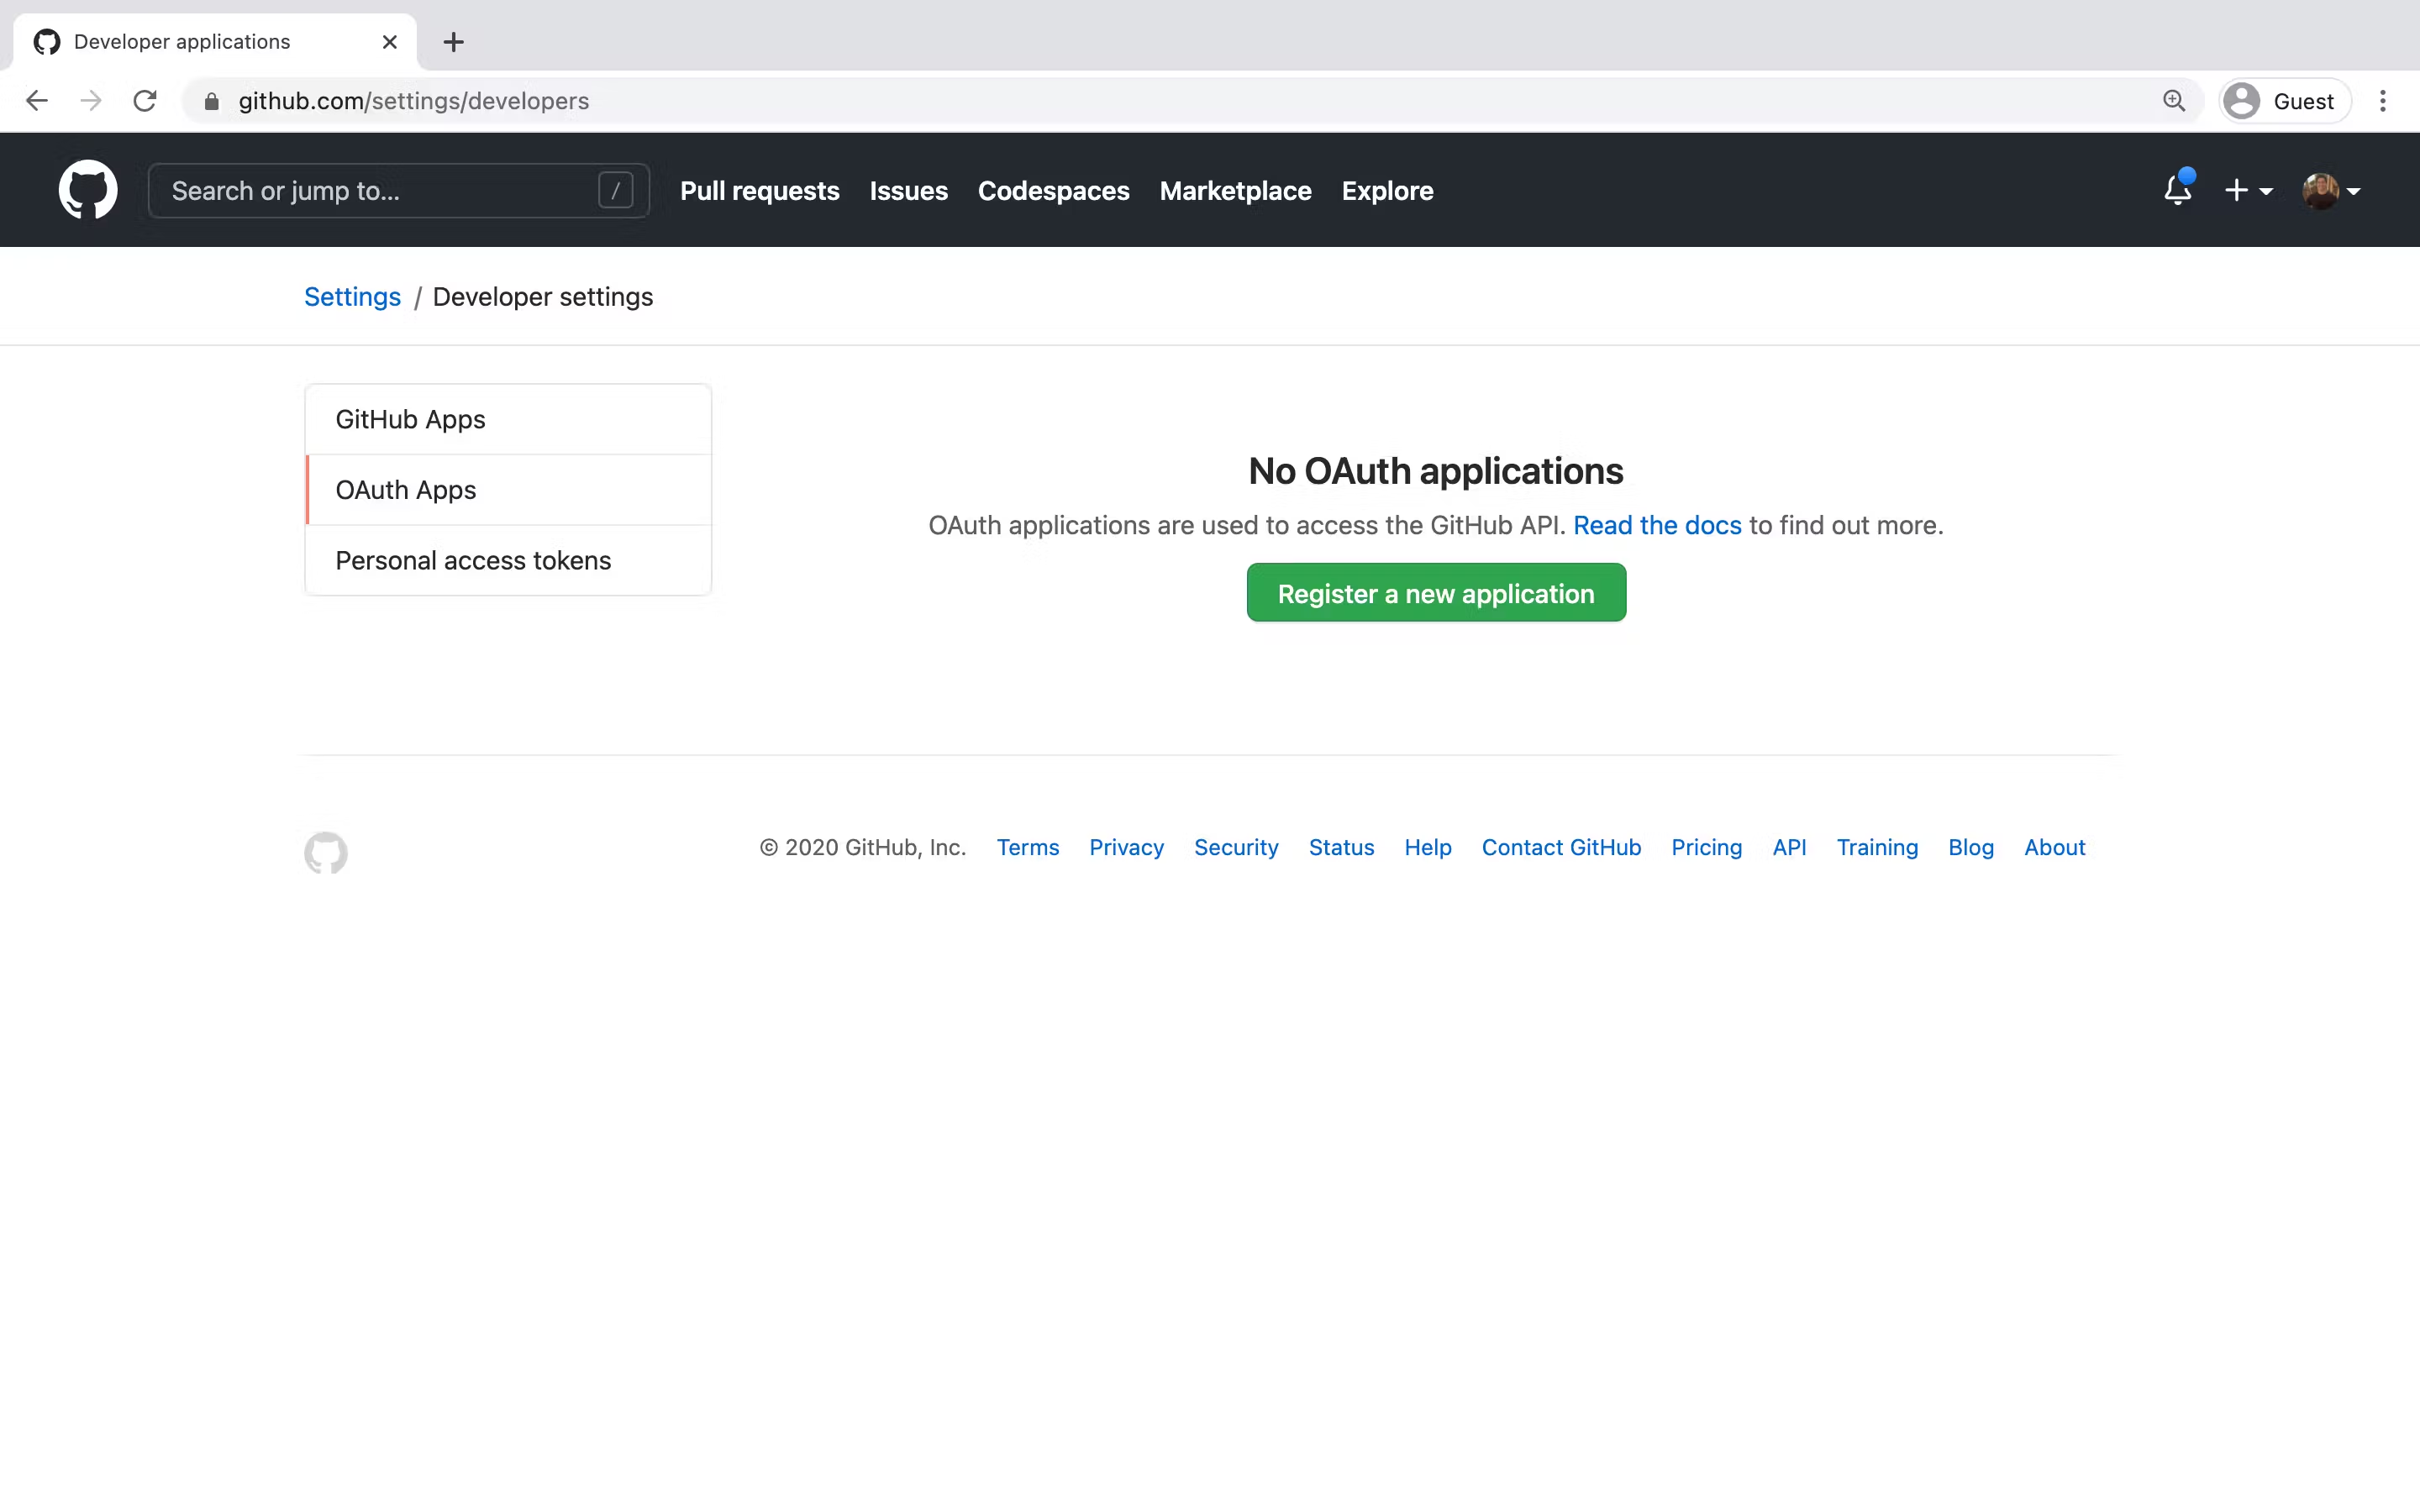 Developer applications
github.com/settings/developers
Guest
Search or jump to... /
Pull requests Issues Codespaces Marketplace Explore
Settings / Developer settings
GitHub Apps
OAuth Apps
Personal access tokens
No OAuth applications
OAuth applications are used to access the GitHub API. Read the docs to find out more.
Register a new application
© 2020 GitHub, Inc. Terms Privacy Security Status Help Contact GitHub Pricing API Training Blog About